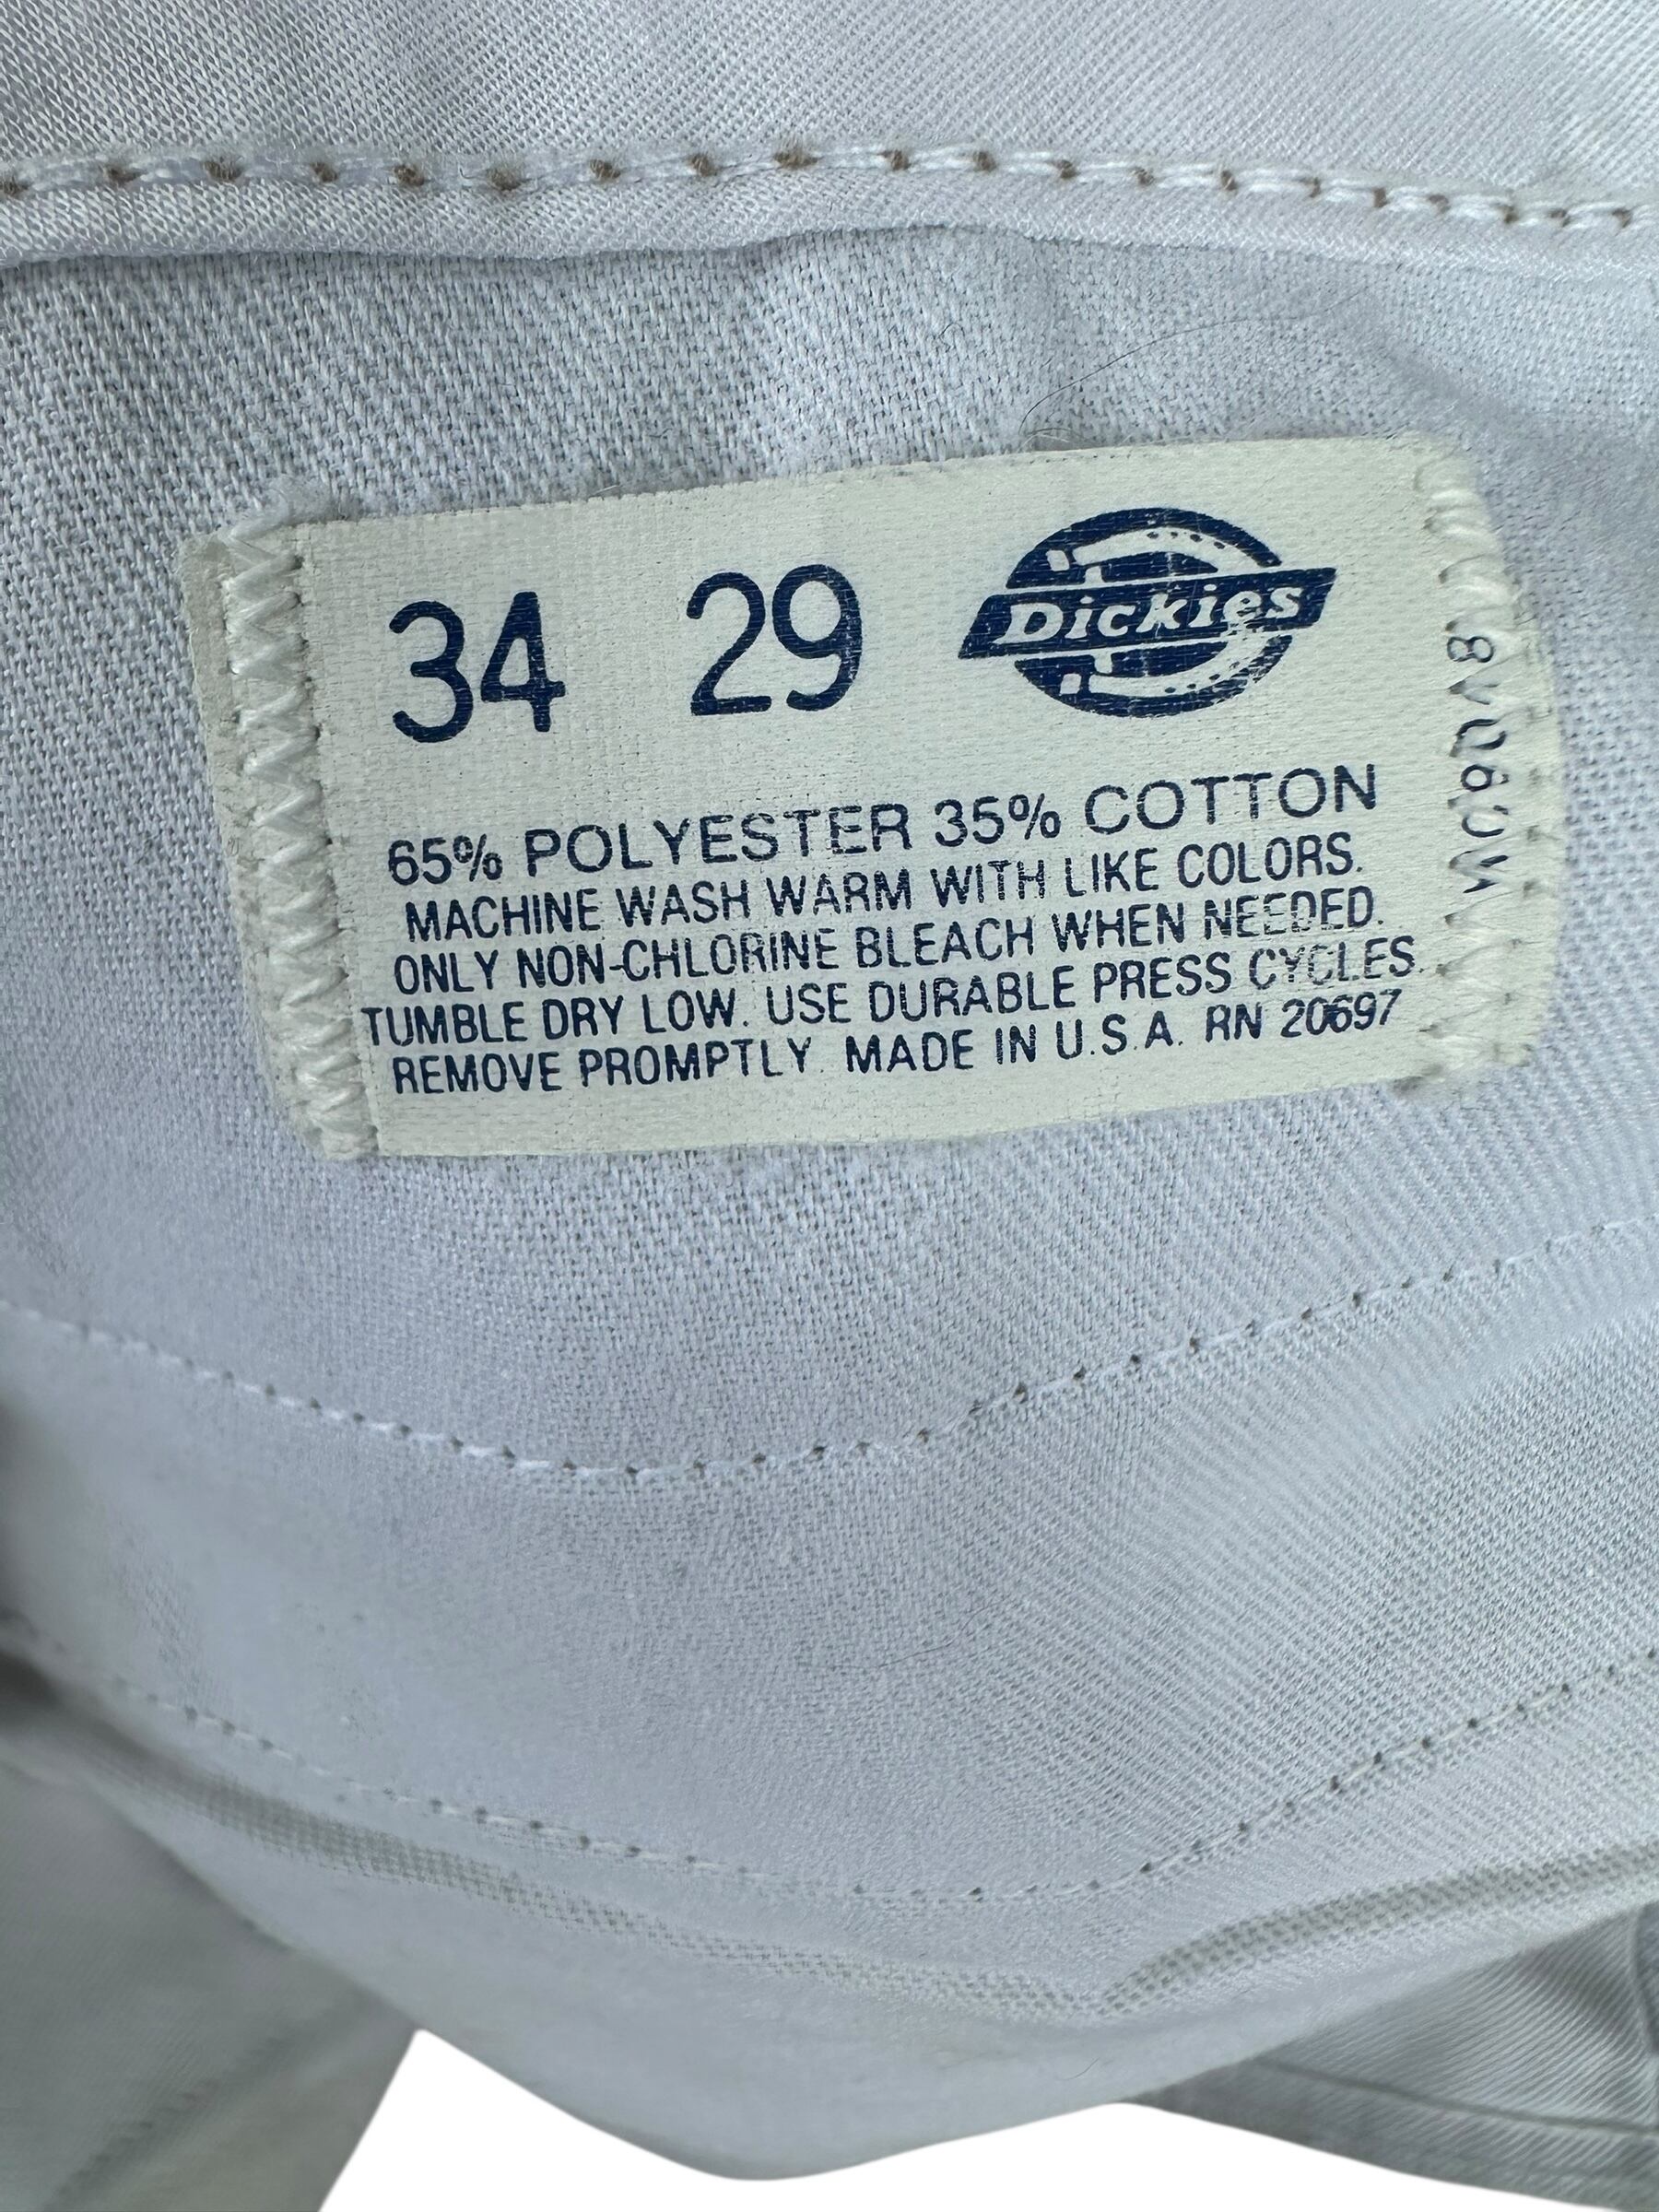 34 29 Dickies
65% POLYESTER 35% COTTON
MACHINE WASH WARM WITH LIKE COLORS.
ONLY NON-CHLORINE BLEACH WHEN NEEDED.
TUMBLE DRY LOW. USE DURABLE PRESS CYCLES.
REMOVE PROMPTLY. MADE IN U.S.A. RN 20697